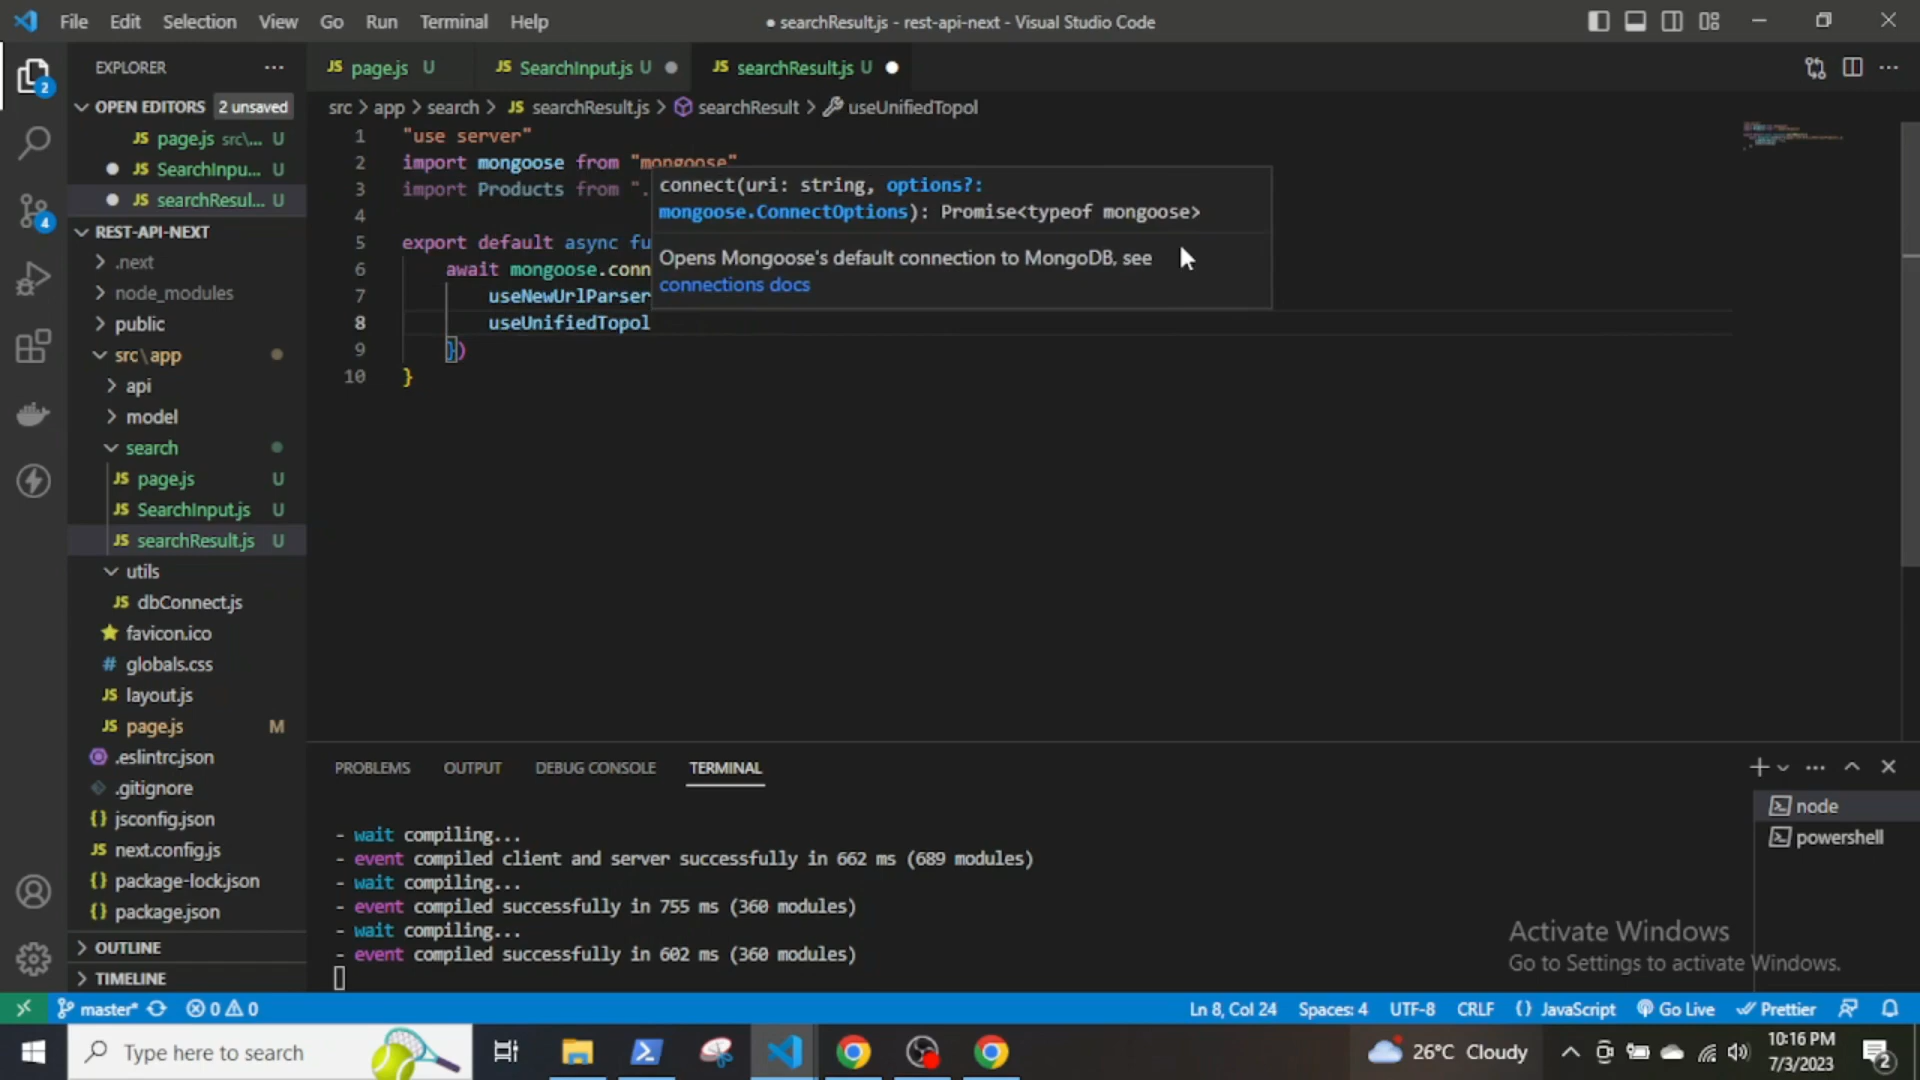 File Edit Selection View Go Run Terminal Help
● searchResult.js - rest-api-next - Visual Studio Code
EXPLORER ...
JS page.js U
JS SearchInput.js U ●
JS searchResult.js U ●
OPEN EDITORS 2 unsaved
JS page.js src\... U
● JS SearchInpu... U
● JS searchResul... U
REST-API-NEXT
.next
node_modules
public
src\app
api
model
search
JS page.js U
JS SearchInput.js U
JS searchResult.js U
utils
JS dbConnect.js
favicon.ico
# globals.css
JS layout.js
JS page.js M
.eslintrc.json
.gitignore
{} jsconfig.json
JS next.config.js
{} package-lock.json
{} package.json
OUTLINE
TIMELINE
2
4
src > app > search > JS searchResult.js > searchResult > useUnifiedTopol
1 "use server"
2 import mongoose from "mongoose"
3 import Products from ".
4
5 export default async fu
6 await mongoose.conn
7 useNewUrlParser
8 useUnifiedTopol
9 })
10 }
connect(uri: string, options?:
mongoose.ConnectOptions): Promise<typeof mongoose>
Opens Mongoose's default connection to MongoDB, see
connections docs
PROBLEMS OUTPUT DEBUG CONSOLE TERMINAL
- wait compiling...
- event compiled client and server successfully in 662 ms (689 modules)
- wait compiling...
- event compiled successfully in 755 ms (360 modules)
- wait compiling...
- event compiled successfully in 602 ms (360 modules)
node
powershell
Activate Windows
Go to Settings to activate Windows.
master* 0 0
Ln 8, Col 24 Spaces: 4 UTF-8 CRLF {} JavaScript Go Live Prettier
Type here to search
26°C Cloudy
10:16 PM
7/3/2023
2